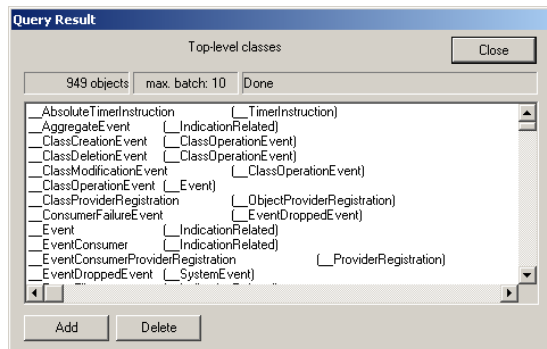 Query Result
Top-level classes
Close
949 objects max. batch: 10 Done
__AbsoluteTimerInstruction (__TimerInstruction)
__AggregateEvent (__IndicationRelated)
__ClassCreationEvent (__ClassOperationEvent)
__ClassDeletionEvent (__ClassOperationEvent)
__ClassModificationEvent (__ClassOperationEvent)
__ClassOperationEvent (__Event)
__ClassProviderRegistration (__ObjectProviderRegistration)
__ConsumerFailureEvent (__EventDroppedEvent)
__Event (__IndicationRelated)
__EventConsumer (__IndicationRelated)
__EventConsumerProviderRegistration (__ProviderRegistration)
__EventDroppedEvent (__SystemEvent)
Add Delete